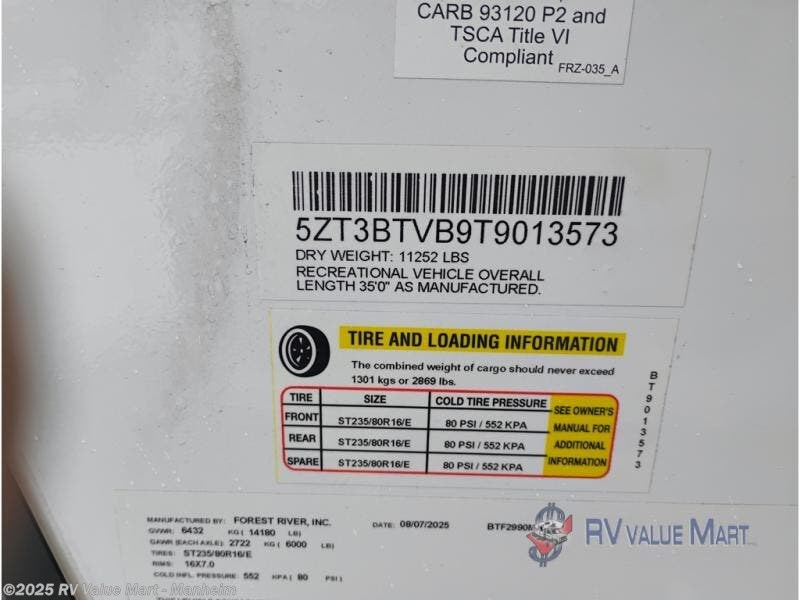 CARB 93120 P2 and
TSCA Title VI
Compliant
FRZ-035_A
5ZT3BTVB9T9013573
DRY WEIGHT: 11252 LBS
RECREATIONAL VEHICLE OVERALL
LENGTH 35'0" AS MANUFACTURED.
TIRE AND LOADING INFORMATION
The combined weight of cargo should never exceed
1301 kgs or 2869 lbs.
TIRE SIZE COLD TIRE PRESSURE
FRONT ST235/80R16/E 80 PSI / 552 KPA
REAR ST235/80R16/E 80 PSI / 552 KPA
SPARE ST235/80R16/E 80 PSI / 552 KPA
SEE OWNER'S
MANUAL FOR
ADDITIONAL
INFORMATION
BT9013573
MANUFACTURED BY: FOREST RIVER, INC. DATE: 08/07/2025
GVWR: 6432 KG ( 14180 LB)
GAWR (EACH AXLE): 2722 KG ( 6000 LB)
TIRES: ST235/80R16/E
RIMS: 16X7.0
COLD INFL. PRESSURE: 552 KPA ( 80 PSI )
RV VALUE MART
©2025 RV Value Mart - Manheim